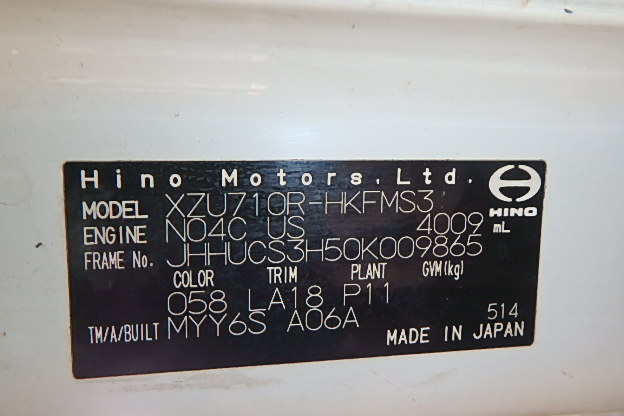 Hino Motors, Ltd.
HINO
MODEL XZU710R-HKFMS3
ENGINE N04C US 4009 mL
FRAME No. JHHUCS3H50K009865
COLOR TRIM PLANT GVM(kg)
058 LA18 P11
TM/A/BUILT MYY6S A06A
514
MADE IN JAPAN